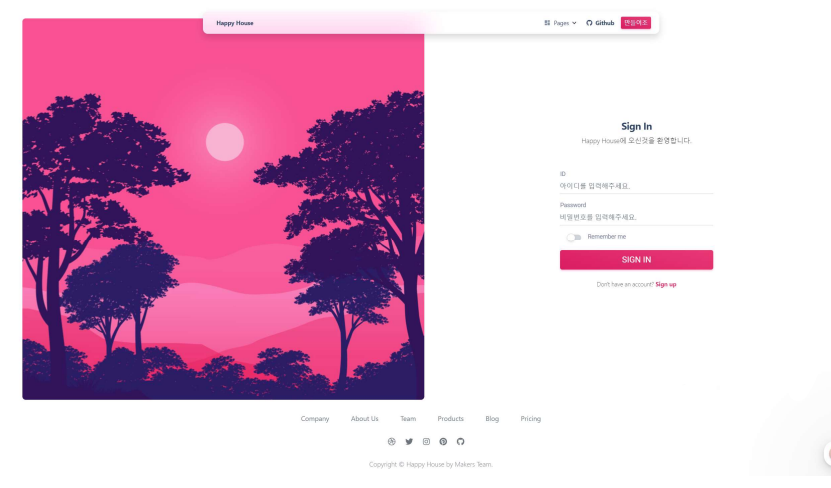 Happy House
Pages
Github
만들어조
Sign In
Happy House에 오신것을 환영합니다.
ID
아이디를 입력해주세요.
Password
비밀번호를 입력해주세요.
Remember me
SIGN IN
Don't have an account? Sign up
Company About Us Team Products Blog Pricing
Copyright © Happy House by Makers Team.